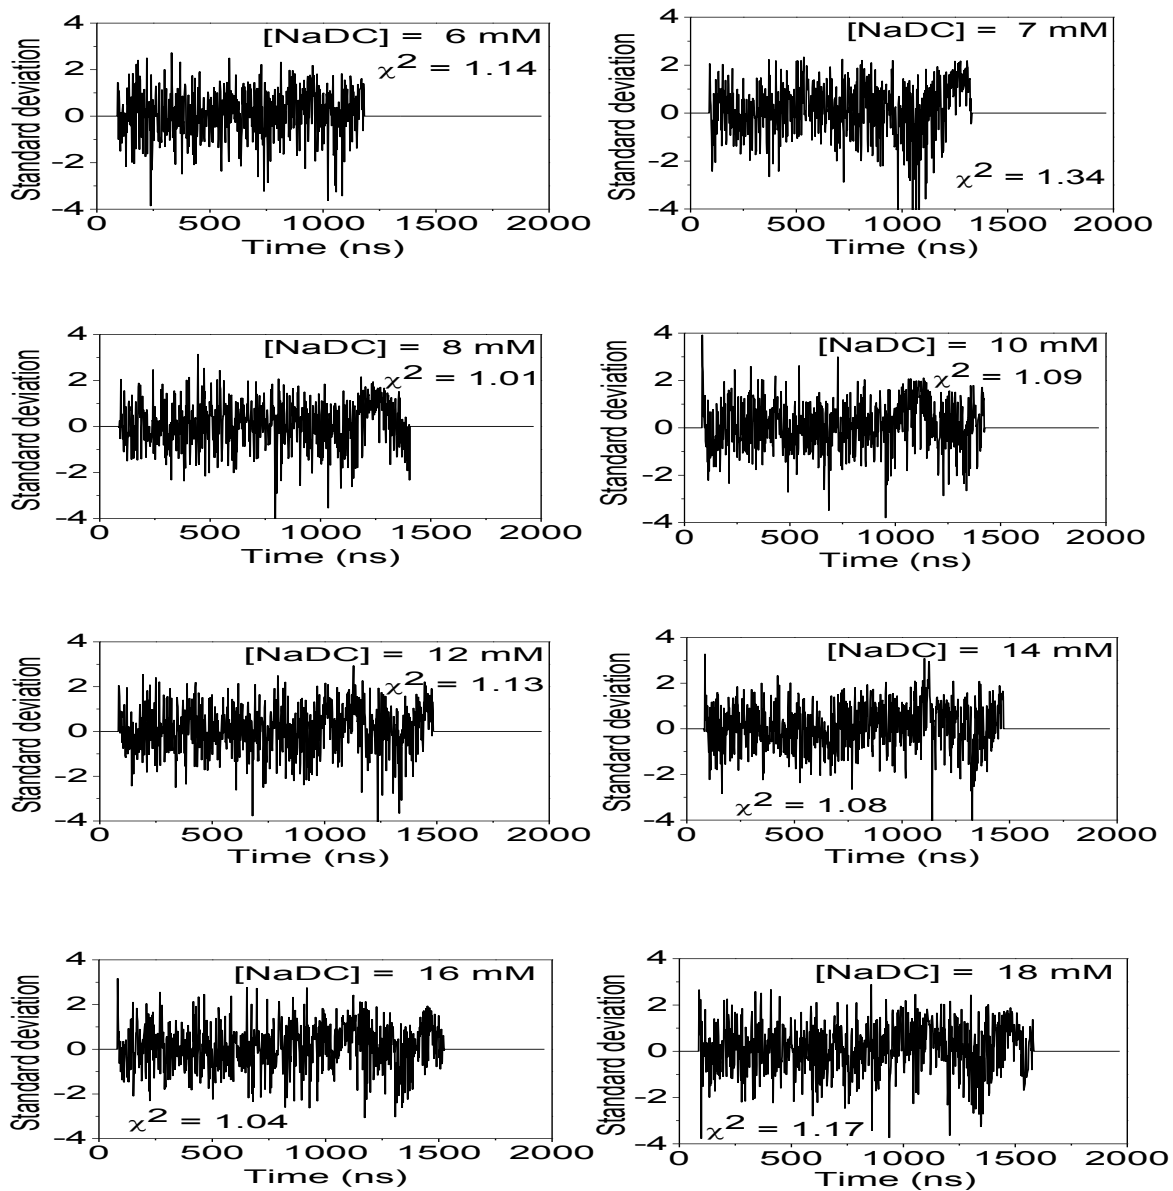 [NaDC] = 6 mM
χ2 = 1.14
Standard deviation
4
2
0
-2
-4
0 500 1000 1500 2000
Time (ns)
[NaDC] = 7 mM
χ2 = 1.34
Standard deviation
4
2
0
-2
-4
0 500 1000 1500 2000
Time (ns)
[NaDC] = 8 mM
χ2 = 1.01
Standard deviation
4
2
0
-2
-4
0 500 1000 1500 2000
Time (ns)
[NaDC] = 10 mM
χ2 = 1.09
Standard deviation
4
2
0
-2
-4
0 500 1000 1500 2000
Time (ns)
[NaDC] = 12 mM
χ2 = 1.13
Standard deviation
4
2
0
-2
-4
0 500 1000 1500 2000
Time (ns)
[NaDC] = 14 mM
χ2 = 1.08
Standard deviation
4
2
0
-2
-4
0 500 1000 1500 2000
Time (ns)
[NaDC] = 16 mM
χ2 = 1.04
Standard deviation
4
2
0
-2
-4
0 500 1000 1500 2000
Time (ns)
[NaDC] = 18 mM
χ2 = 1.17
Standard deviation
4
2
0
-2
-4
0 500 1000 1500 2000
Time (ns)